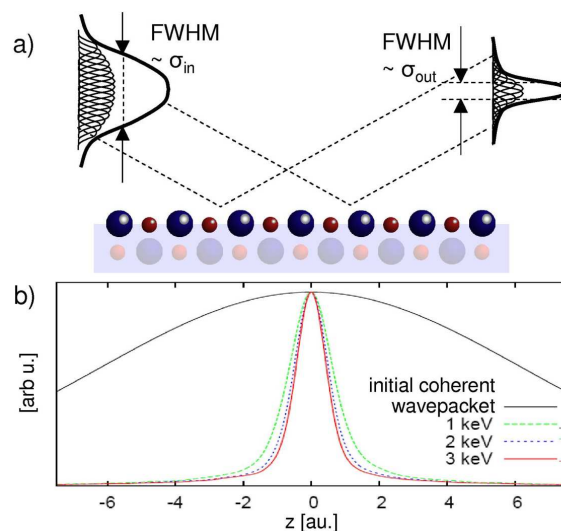 a)
FWHM
~ σin
FWHM
~ σout
b)
[arb u.]
initial coherent
wavepacket
1 keV
2 keV
3 keV
-6 -4 -2 0 2 4 6
z [au.]